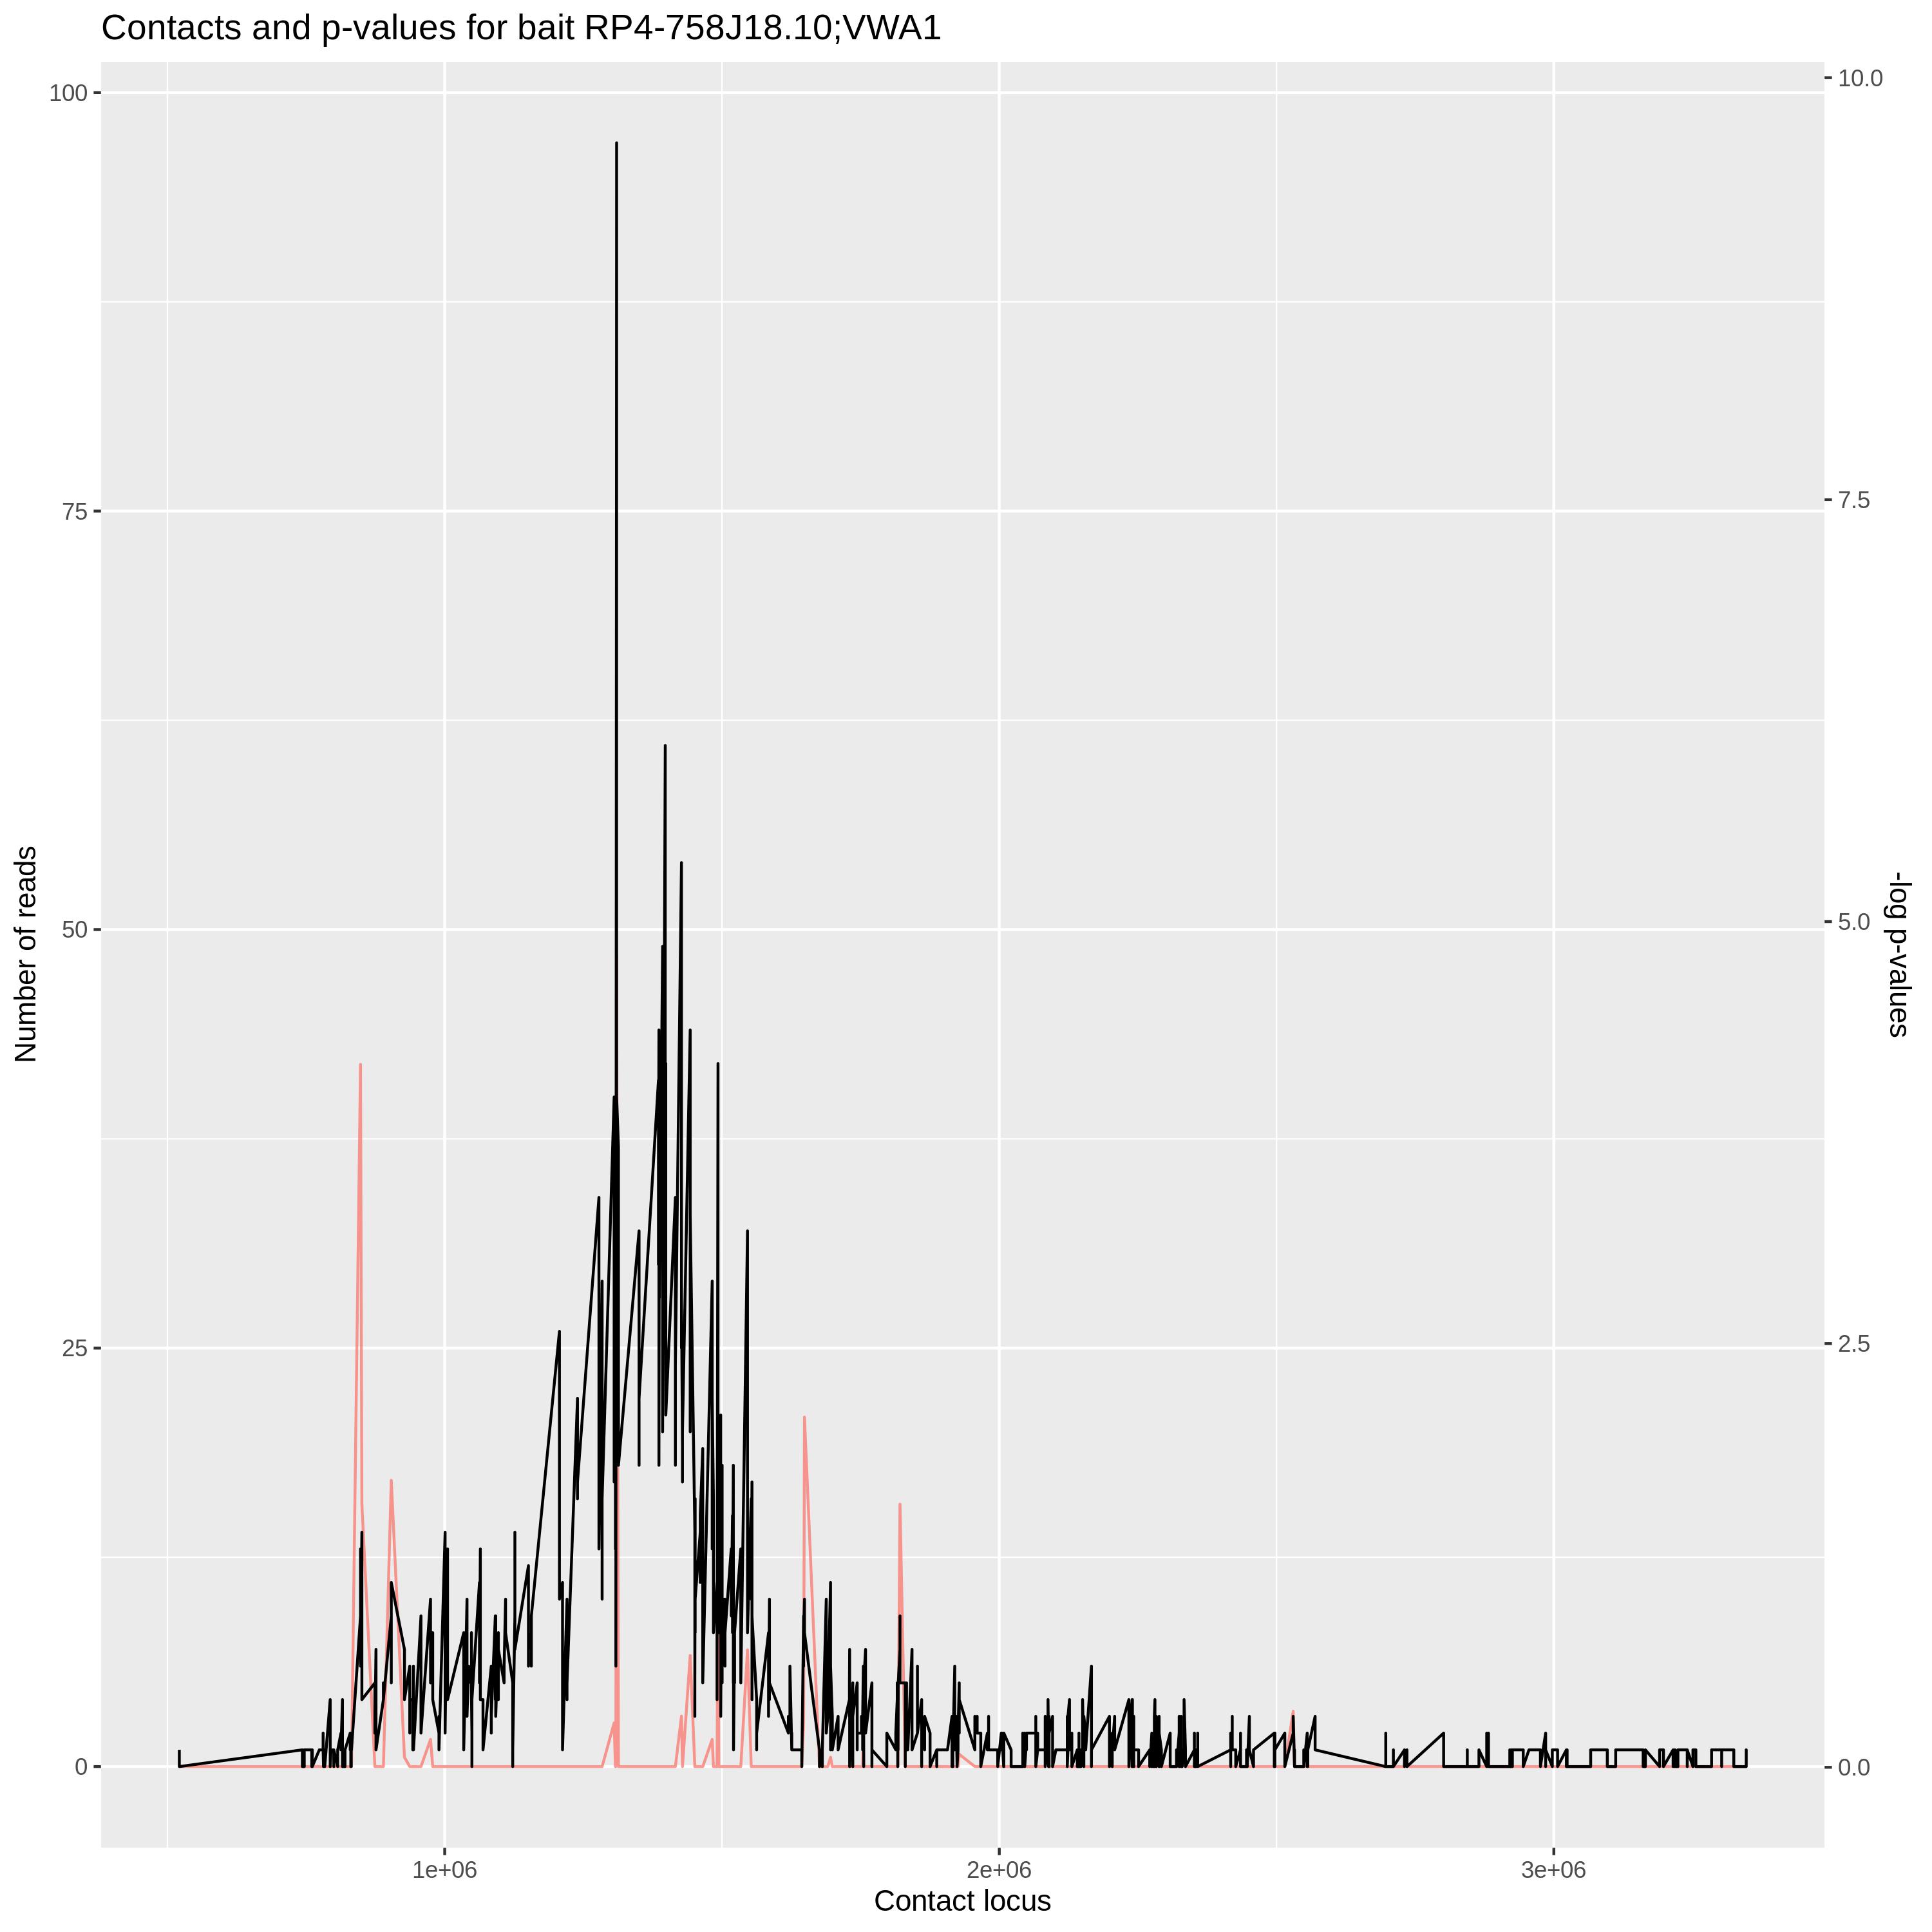 Contacts and p-values for bait RP4-758J18.10;VWA1
100
75
50
25
0
Number of reads
10.0
7.5
5.0
2.5
0.0
-log p-values
1e+06
2e+06
3e+06
Contact locus